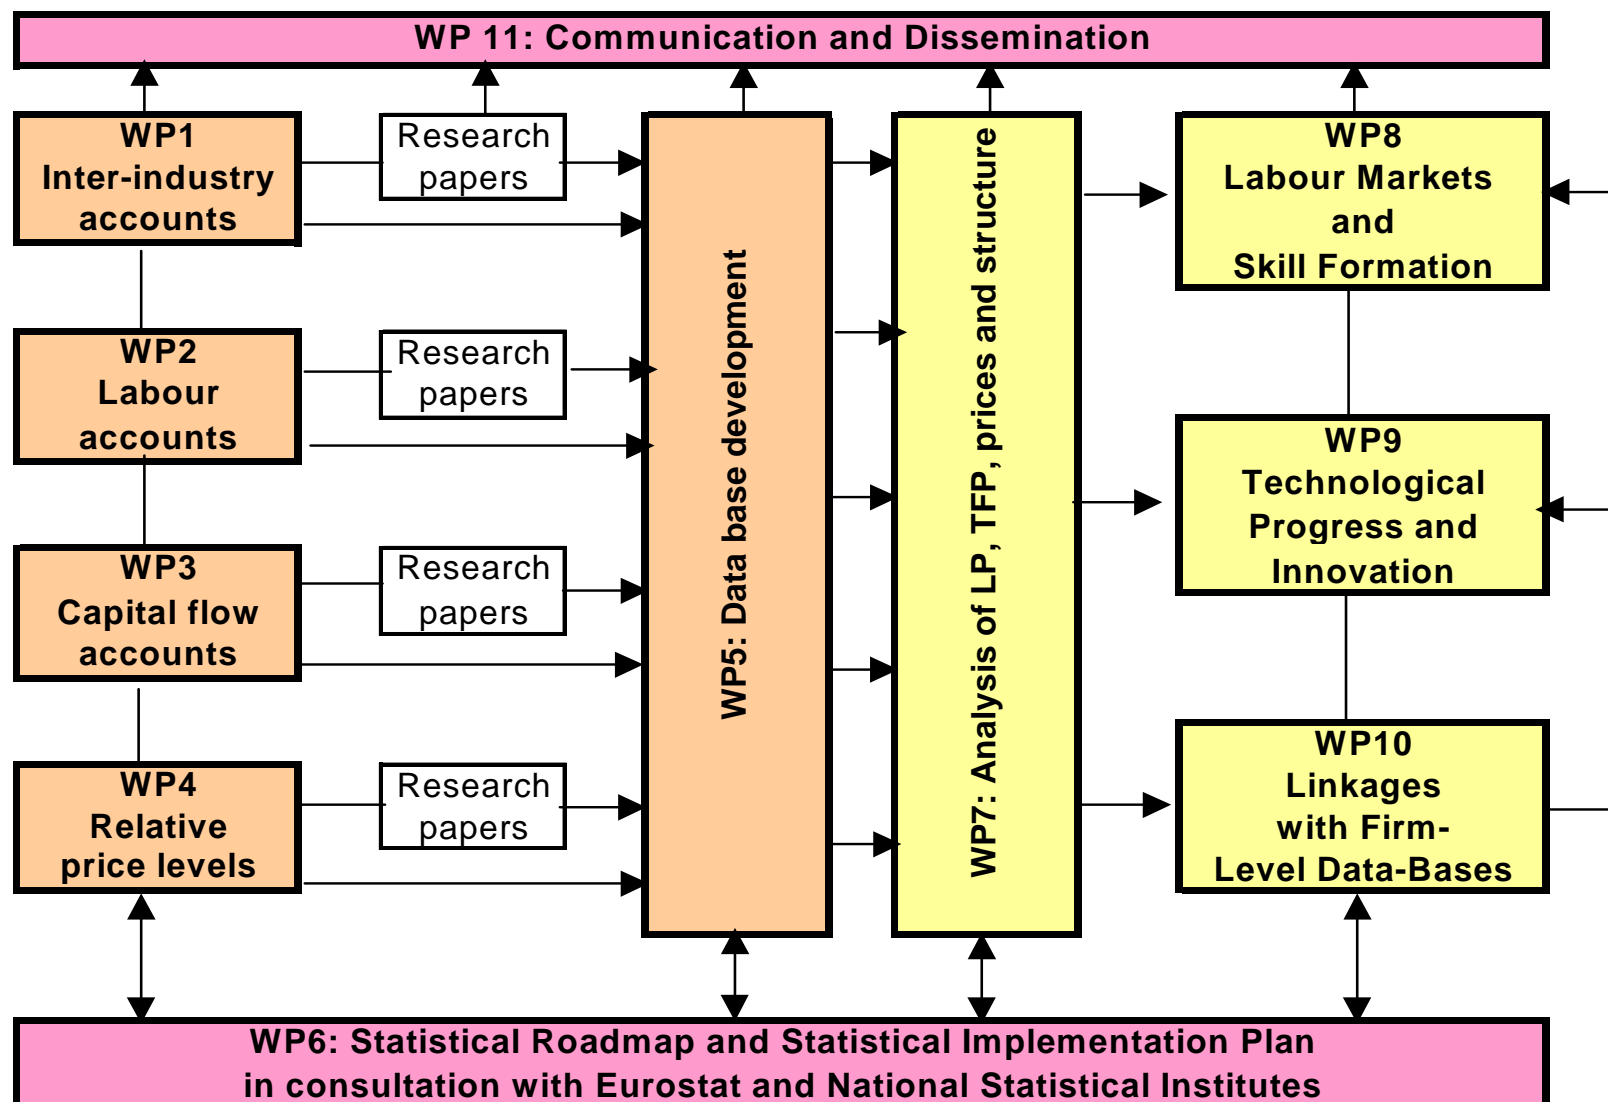 WP 11: Communication and Dissemination
WP1
Inter-industry
accounts
Research
papers
WP2
Labour
accounts
Research
papers
WP3
Capital flow
accounts
Research
papers
WP4
Relative
price levels
Research
papers
WP5: Data base development
WP7: Analysis of LP, TFP, prices and structure
WP8
Labour Markets
and
Skill Formation
WP9
Technological
Progress and
Innovation
WP10
Linkages
with Firm-
Level Data-Bases
WP6: Statistical Roadmap and Statistical Implementation Plan
in consultation with Eurostat and National Statistical Institutes